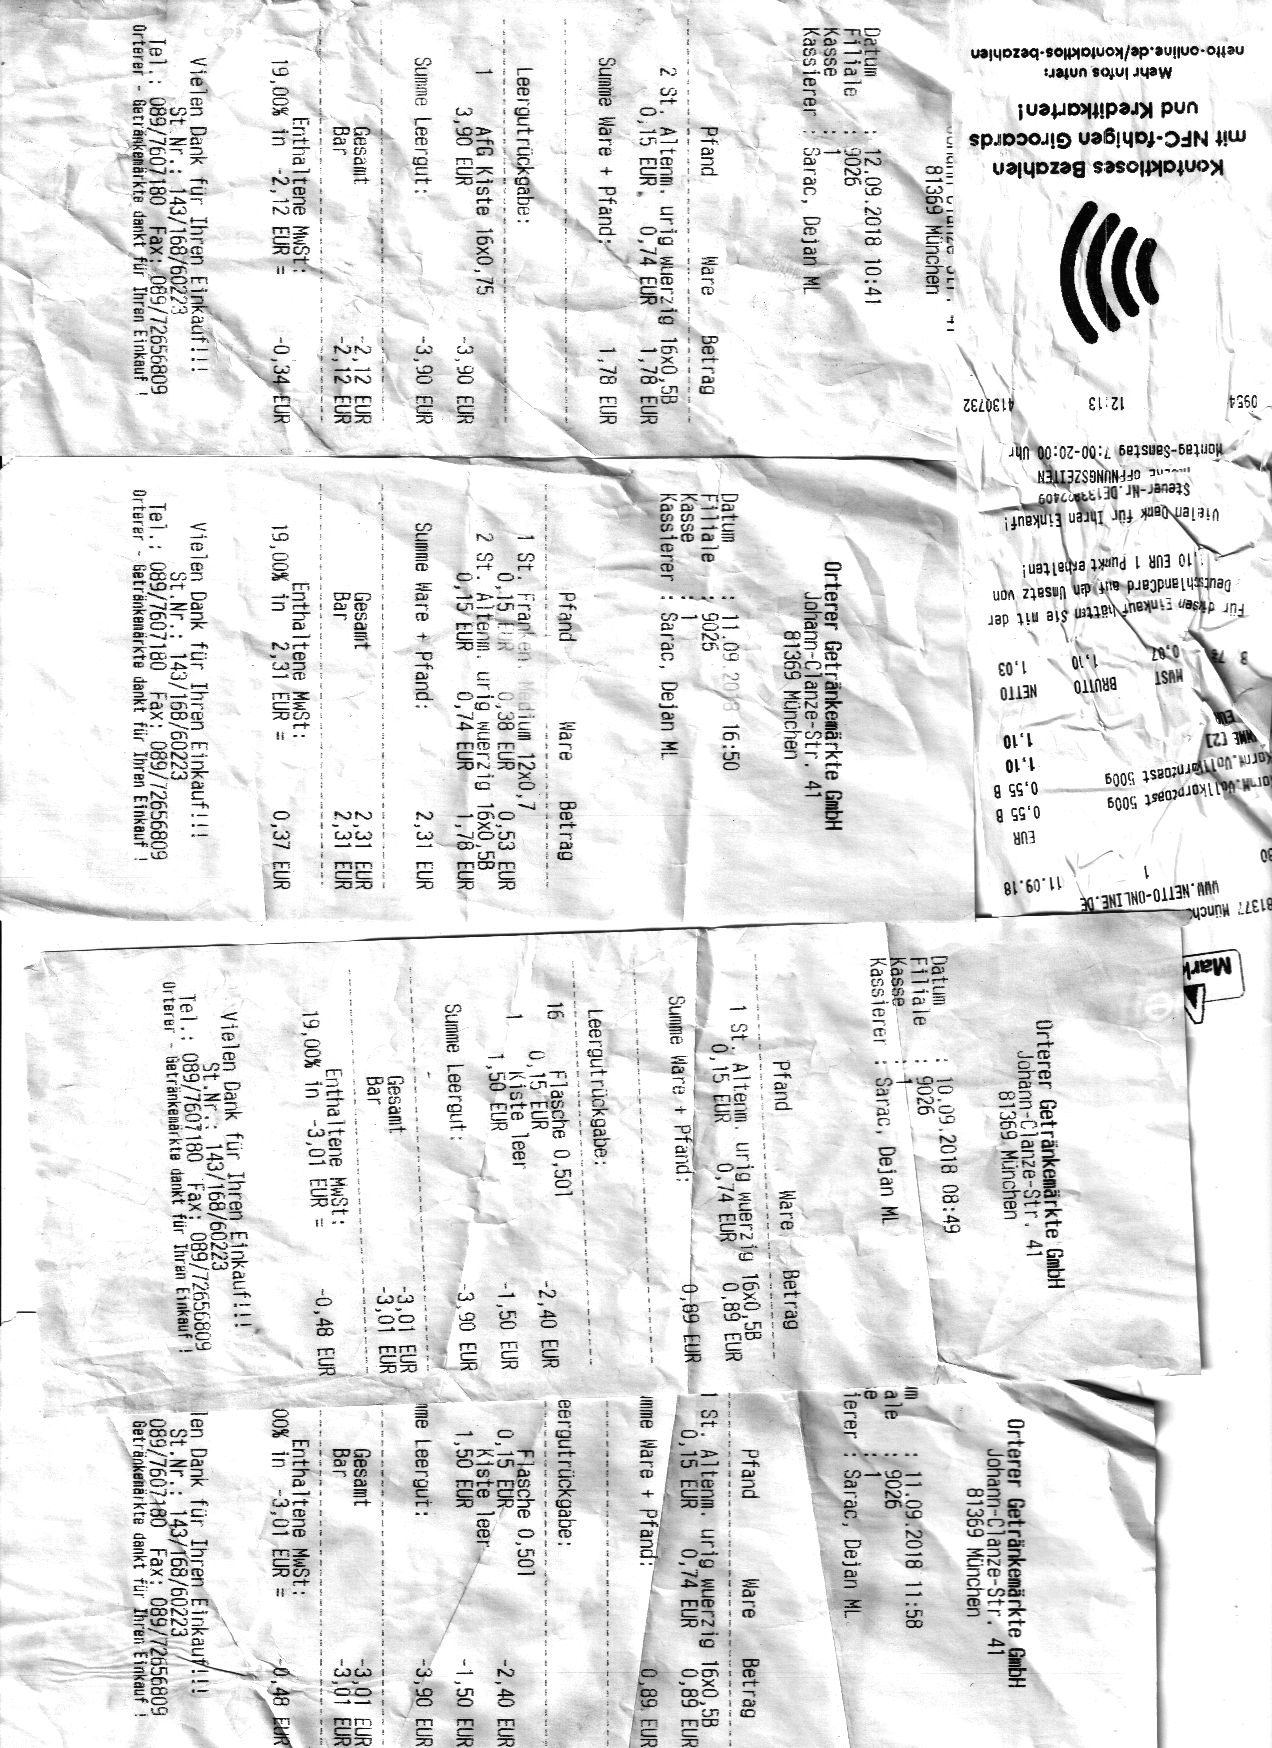 Johann-Clanze-Str. 41
81369 München
Datum : 12.09.2018 10:41
Filiale : 9026
Kasse : 1
Kassierer : Sarac, Dejan ML
Pfand Ware Betrag
2 St. Altenm. urig wuerzig 16x0,5B
0,15 EUR 0,74 EUR 1,78 EUR
Summe Ware + Pfand: 1,78 EUR
Leergutrückgabe:
1 AfG Kiste 16x0,75
3,90 EUR -3,90 EUR
Summe Leergut: -3,90 EUR
Gesamt -2,12 EUR
Bar -2,12 EUR
Enthaltene MwSt:
19,00% in -2,12 EUR = -0,34 EUR
Vielen Dank für Ihren Einkauf!!!
St.Nr.: 143/168/60223
Tel.: 089/7607180 Fax: 089/72656809
Orterer - Getränkemärkte dankt für Ihren Einkauf !
Orterer Getränkemärkte GmbH
Johann-Clanze-Str. 41
81369 München
Datum : 11.09.2018 16:50
Filiale : 9026
Kasse : 1
Kassierer : Sarac, Dejan ML
Pfand Ware Betrag
1 St. Franken. Medium 12x0,7
0,15 EUR 0,38 EUR 0,53 EUR
2 St. Altenm. urig wuerzig 16x0,5B
0,15 EUR 0,74 EUR 1,78 EUR
Summe Ware + Pfand: 2,31 EUR
Gesamt 2,31 EUR
Bar 2,31 EUR
Enthaltene MwSt:
19,00% in 2,31 EUR = 0,37 EUR
Vielen Dank für Ihren Einkauf!!!
St.Nr.: 143/168/60223
Tel.: 089/7607180 Fax: 089/72656809
Orterer - Getränkemärkte dankt für Ihren Einkauf !
Orterer Getränkemärkte GmbH
Johann-Clanze-Str. 41
81369 München
Datum : 10.09.2018 08:49
Filiale : 9026
Kasse : 1
Kassierer : Sarac, Dejan ML
Pfand Ware Betrag
1 St. Altenm. urig wuerzig 16x0,5B
0,15 EUR 0,74 EUR 0,89 EUR
Summe Ware + Pfand: 0,89 EUR
Leergutrückgabe:
16 Flasche 0,50l
0,15 EUR -2,40 EUR
1 Kiste leer
1,50 EUR -1,50 EUR
Summe Leergut: -3,90 EUR
Gesamt -3,01 EUR
Bar -3,01 EUR
Enthaltene MwSt:
19,00% in -3,01 EUR = -0,48 EUR
Vielen Dank für Ihren Einkauf!!!
St.Nr.: 143/168/60223
Tel.: 089/7607180 Fax: 089/72656809
Orterer - Getränkemärkte dankt für Ihren Einkauf !
Orterer Getränkemärkte GmbH
Johann-Clanze-Str. 41
81369 München
m : 11.09.2018 11:58
ale : 9026
e : 1
ierer : Sarac, Dejan ML
Pfand Ware Betrag
1 St. Altenm. urig wuerzig 16x0,5B
0,15 EUR 0,74 EUR 0,89 EUR
mme Ware + Pfand: 0,89 EUR
eergutrückgabe:
Flasche 0,50l
0,15 EUR -2,40 EUR
Kiste leer
1,50 EUR -1,50 EUR
mme Leergut: -3,90 EUR
Gesamt -3,01 EUR
Bar -3,01 EUR
Enthaltene MwSt:
00% in -3,01 EUR = -0,48 EUR
len Dank für Ihren Einkauf!!!
St.Nr.: 143/168/60223
089/7607180 Fax: 089/72656809
Getränkemärkte dankt für Ihren Einkauf !
Mark
81377 Münch
WWW.NETTO-ONLINE.DE
1 11.09.18
EUR
Vollkorntoast 500g 0,55 B
Vollkorntoast 500g 0,55 B
1,10
[2] 1,10
EUR
MWST BRUTTO NETTO
B 7% 0,07 1,10 1,03
Für diesen Einkauf hätten Sie mit der
DeutschlandCard auf den Umsatz von
1,10 EUR 1 Punkt erhalten!
Vielen Dank für Ihren Einkauf!
Steuer-Nr.
ÖFFNUNGSZEITEN
Montag-Samstag 7:00-20:00 Uhr
0954 12:13 4130732
Kontaktloses Bezahlen
mit NFC-fähigen Girocards
und Kreditkarten!
Mehr Infos unter:
netto-online.de/kontaktlos-bezahlen